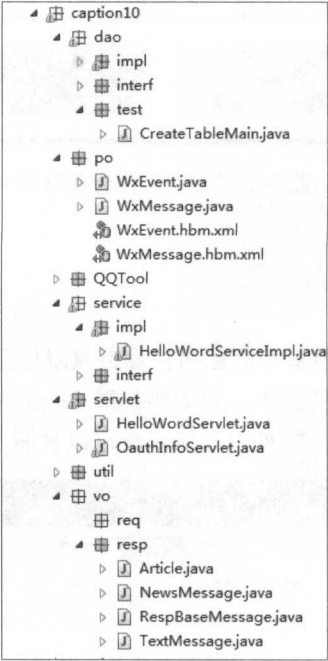 caption10
dao
impl
interf
test
CreateTableMain.java
po
WxEvent.java
WxMessage.java
WxEvent.hbm.xml
WxMessage.hbm.xml
QQTool
service
impl
HelloWordServiceImpl.java
interf
servlet
HelloWordServlet.java
OauthInfoServlet.java
util
vo
req
resp
Article.java
NewsMessage.java
RespBaseMessage.java
TextMessage.java